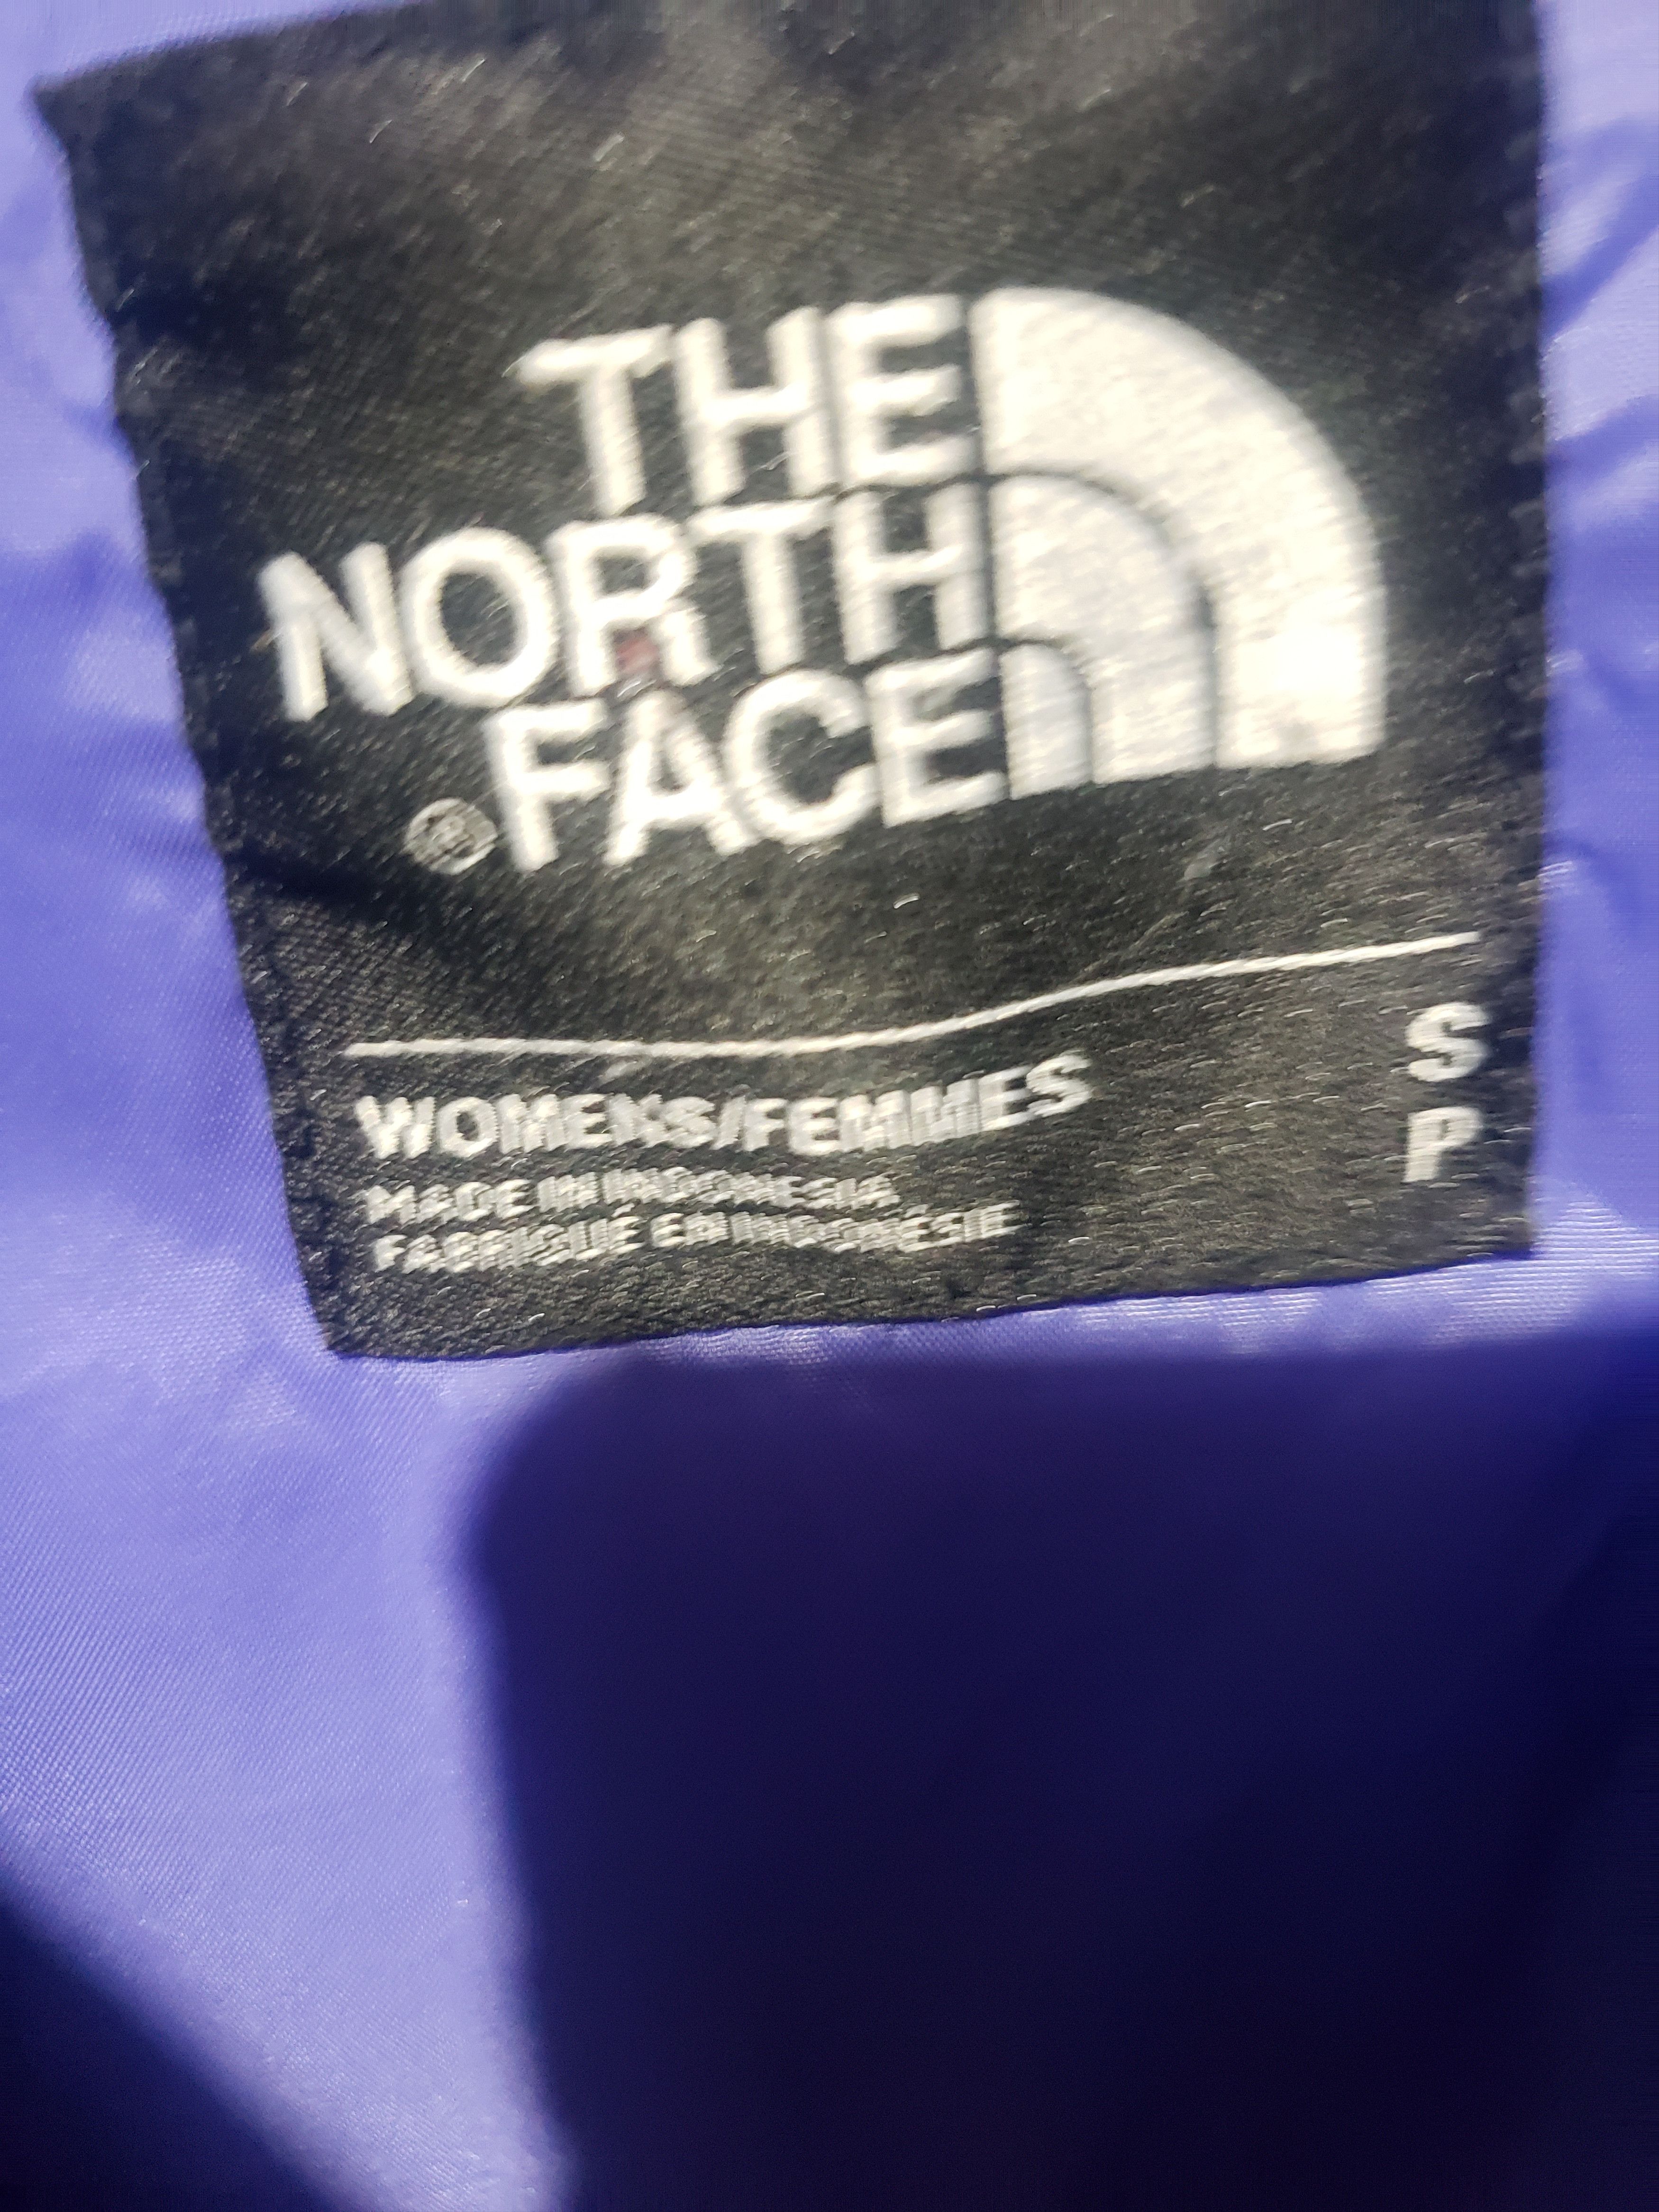 THE
NORTH
FACE
®
WOMENS/FEMMES
MADE IN INDONESIA
FABRIQUÉ EN INDONÉSIE
S
P